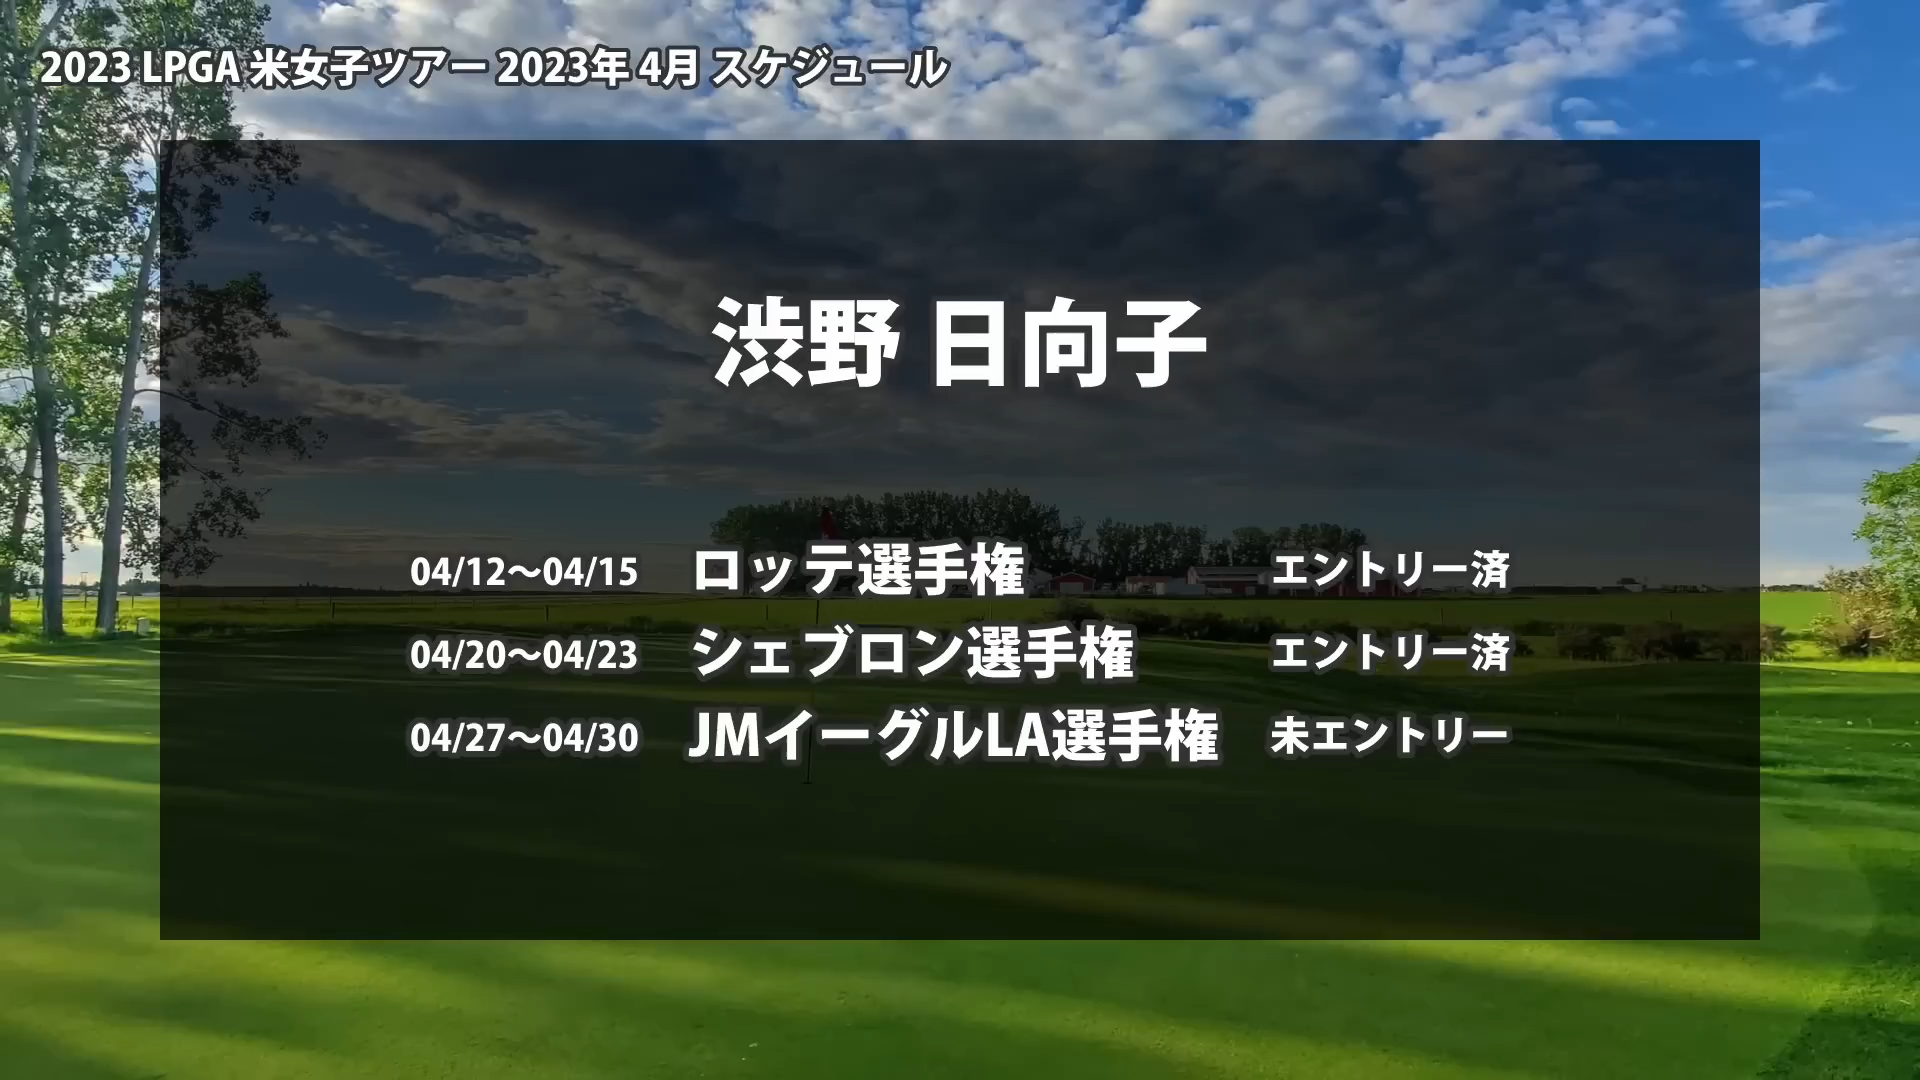 2023 LPGA 米女子ツアー 2023年 4月 スケジュール
渋野 日向子
04/12～04/15 ロッテ選手権 エントリー済
04/20～04/23 シェブロン選手権 エントリー済
04/27～04/30 JMイーグルLA選手権 未エントリー